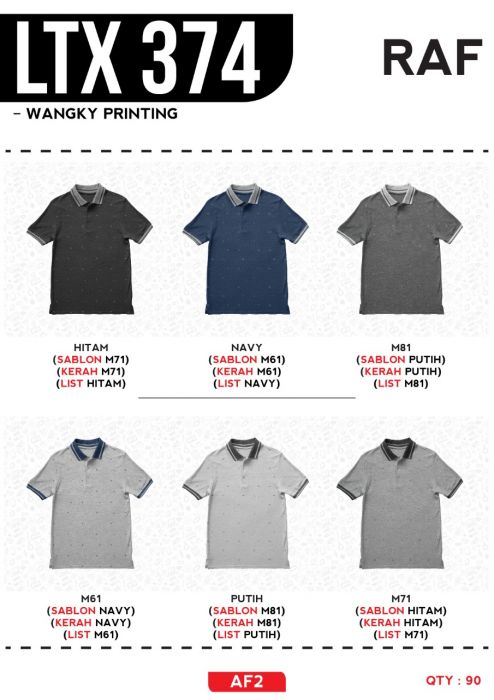 LTX 374
RAF
– WANGKY PRINTING
HITAM
(SABLON M71)
(KERAH M71)
(LIST HITAM)
NAVY
(SABLON M61)
(KERAH M61)
(LIST NAVY)
M81
(SABLON PUTIH)
(KERAH PUTIH)
(LIST M81)
M61
(SABLON NAVY)
(KERAH NAVY)
(LIST M61)
PUTIH
(SABLON M81)
(KERAH M81)
(LIST PUTIH)
M71
(SABLON HITAM)
(KERAH HITAM)
(LIST M71)
AF2
QTY : 90